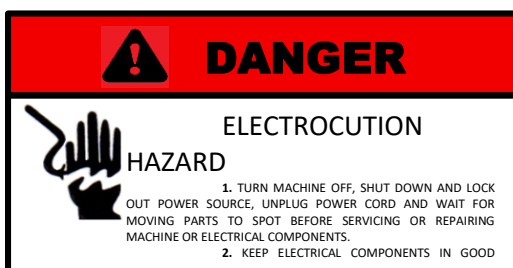 DANGER
ELECTROCUTION
HAZARD
1. TURN MACHINE OFF, SHUT DOWN AND LOCK
OUT POWER SOURCE, UNPLUG POWER CORD AND WAIT FOR
MOVING PARTS TO SPOT BEFORE SERVICING OR REPAIRING
MACHINE OR ELECTRICAL COMPONENTS.
2. KEEP ELECTRICAL COMPONENTS IN GOOD